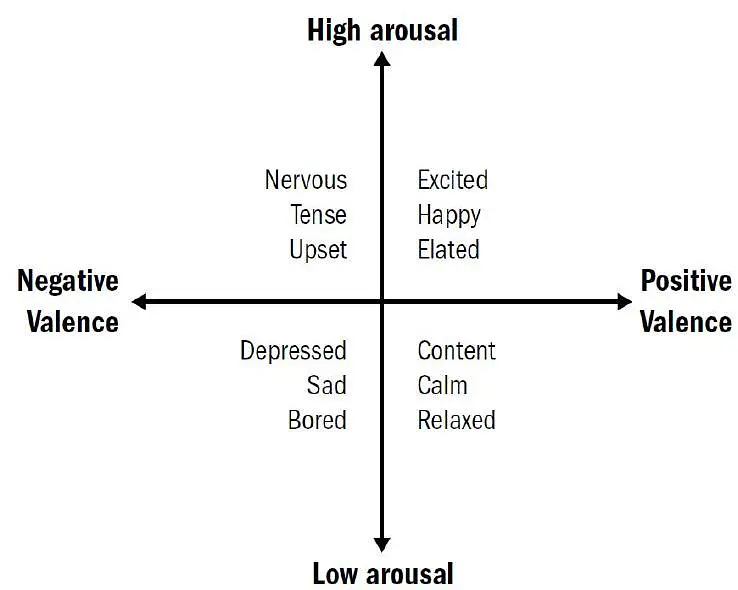 High arousal
Nervous
Tense
Upset
Excited
Happy
Elated
Negative
Valence
Positive
Valence
Depressed
Sad
Bored
Content
Calm
Relaxed
Low arousal